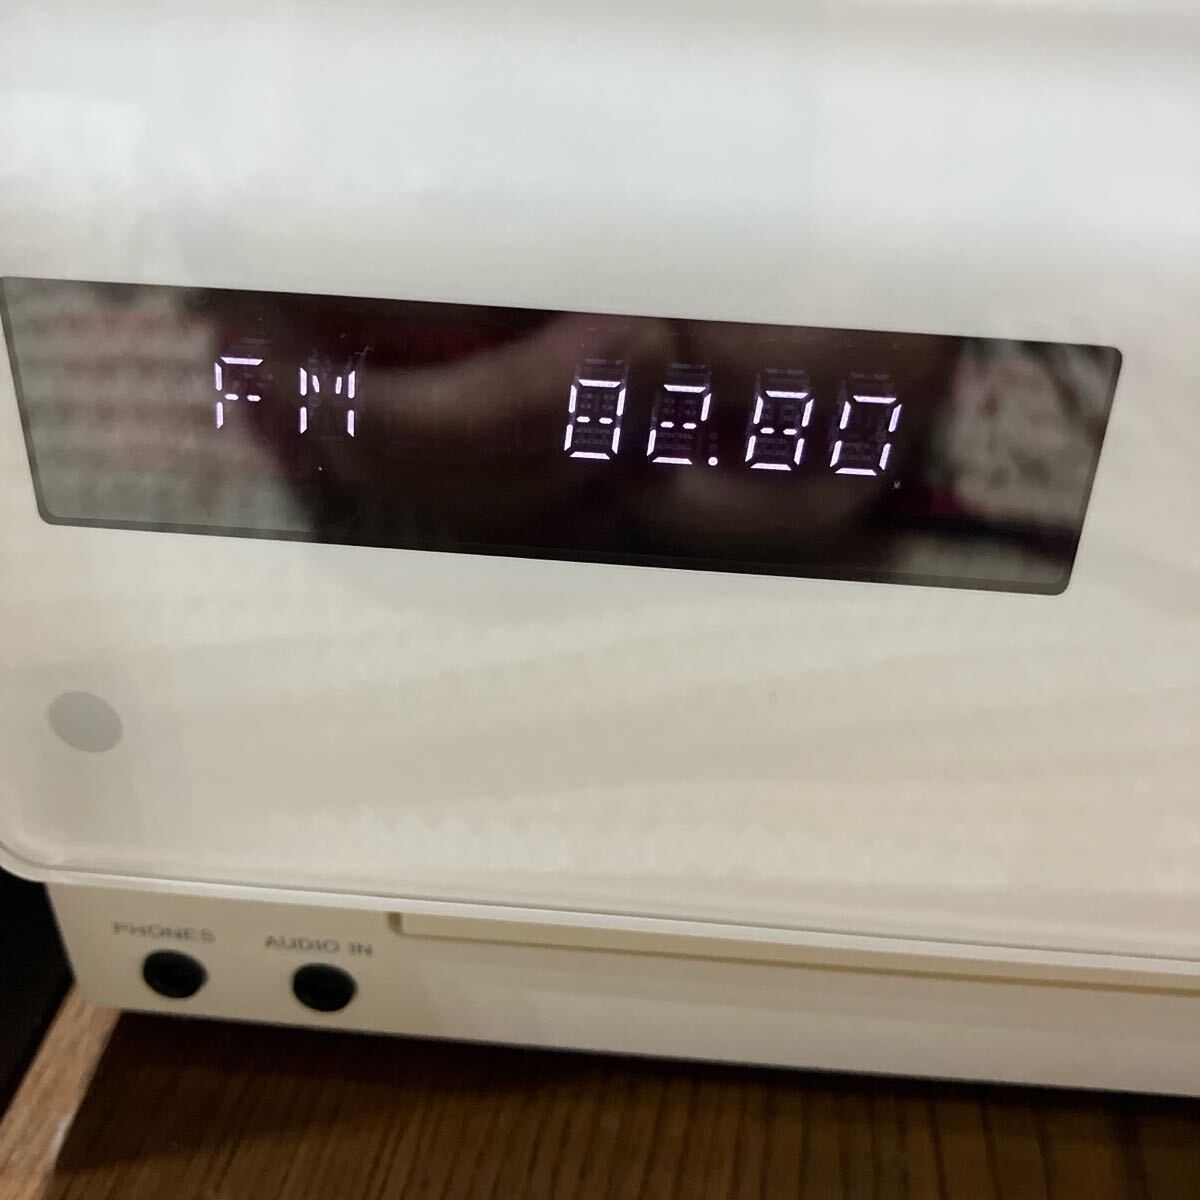 FM 82.80
PHONES AUDIO IN